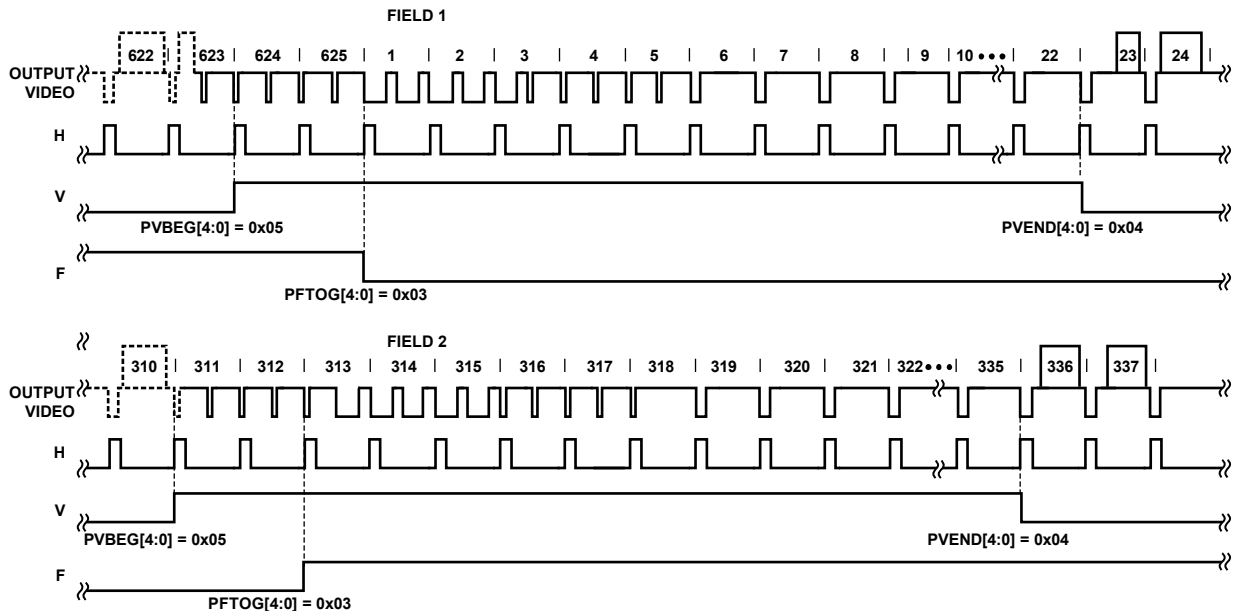 FIELD 1
622 623 624 625 1 2 3 4 5 6 7 8 9 10 ••• 22 23 24
OUTPUT
VIDEO
H
V
PVBEG[4:0] = 0x05 PVEND[4:0] = 0x04
F
PFTOG[4:0] = 0x03
FIELD 2
310 311 312 313 314 315 316 317 318 319 320 321 322 ••• 335 336 337
OUTPUT
VIDEO
H
V
PVBEG[4:0] = 0x05 PVEND[4:0] = 0x04
F
PFTOG[4:0] = 0x03